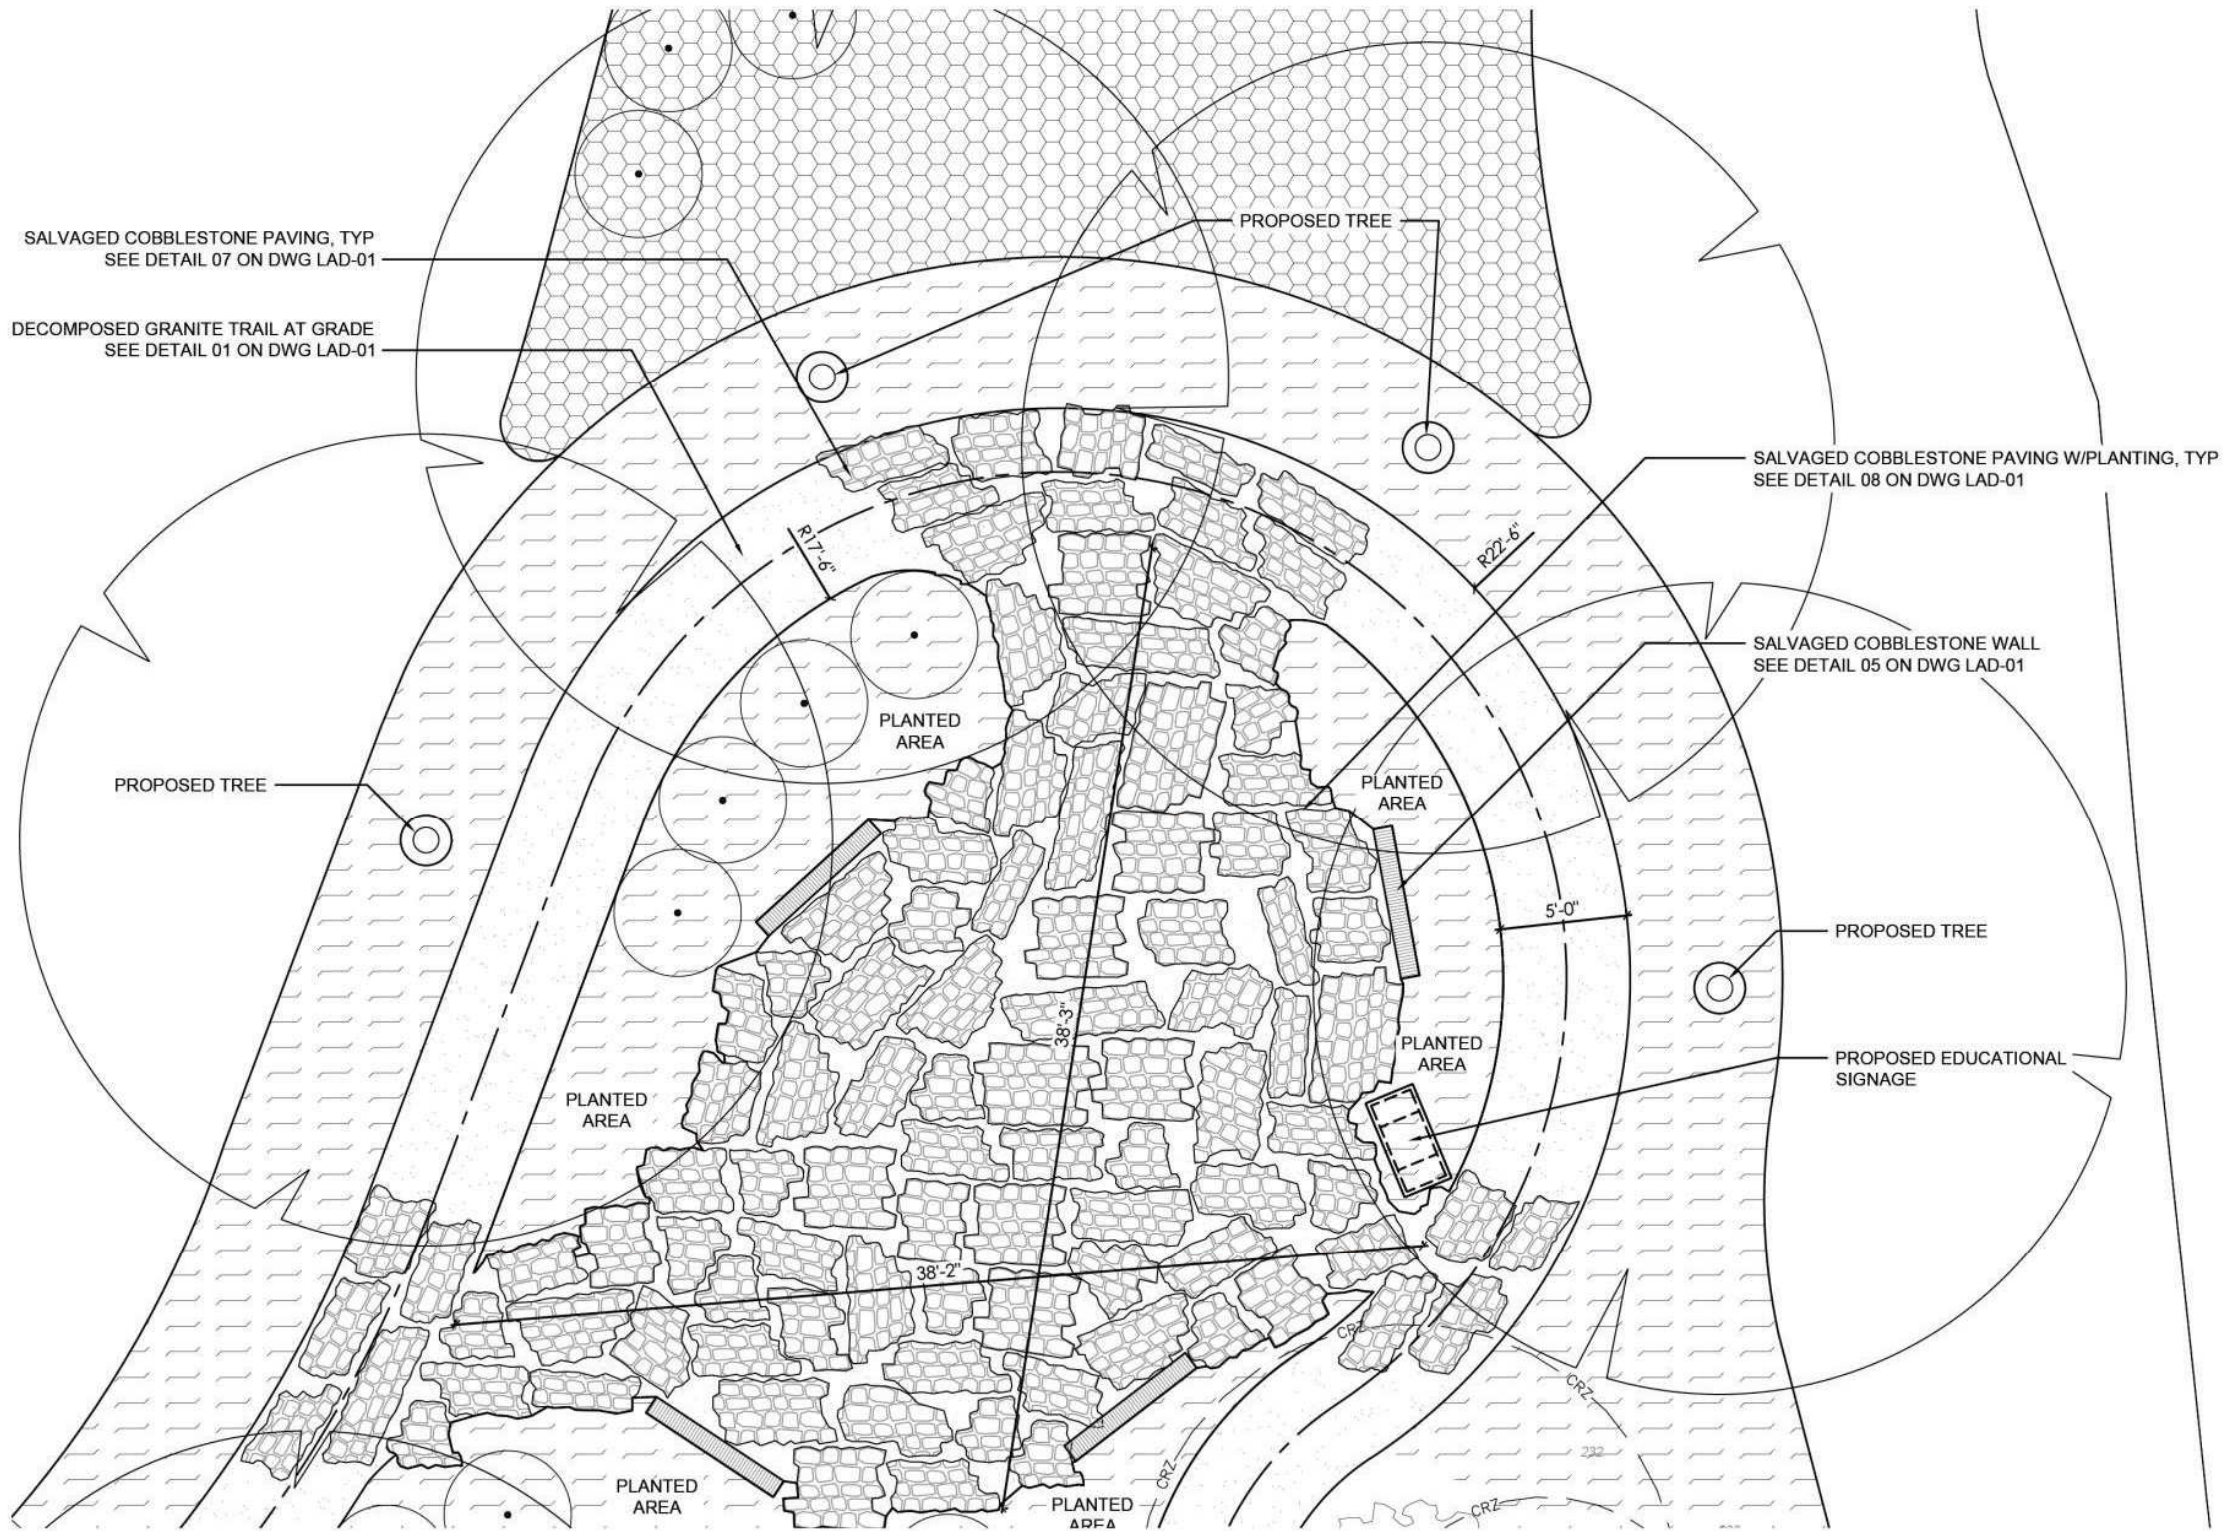 PROPOSED TREE
SALVAGED COBBLESTONE PAVING, TYP
SEE DETAIL 07 ON DWG LAD-01
DECOMPOSED GRANITE TRAIL AT GRADE
SEE DETAIL 01 ON DWG LAD-01
SALVAGED COBBLESTONE PAVING W/PLANTING, TYP
SEE DETAIL 08 ON DWG LAD-01
R17'-6"
R22'-6"
SALVAGED COBBLESTONE WALL
SEE DETAIL 05 ON DWG LAD-01
PLANTED
AREA
PROPOSED TREE
PLANTED
AREA
5'-0"
PROPOSED TREE
38'-3"
PLANTED
AREA
PROPOSED EDUCATIONAL
SIGNAGE
PLANTED
AREA
38'-2"
CRZ
CRZ
232
CRZ
PLANTED
AREA
PLANTED
AREA
CRZ